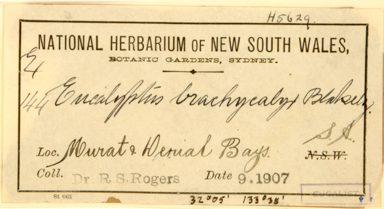 H5629
NATIONAL HERBARIUM OF NEW SOUTH WALES,
BOTANIC GARDENS, SYDNEY.
E
144 Eucalyptus brachycalyx Blakely
S.A.
Loc. Murat & Denial Bays. N.S.W.
Coll. Dr R.S. Rogers Date 9.1907
32°05' 133°38'